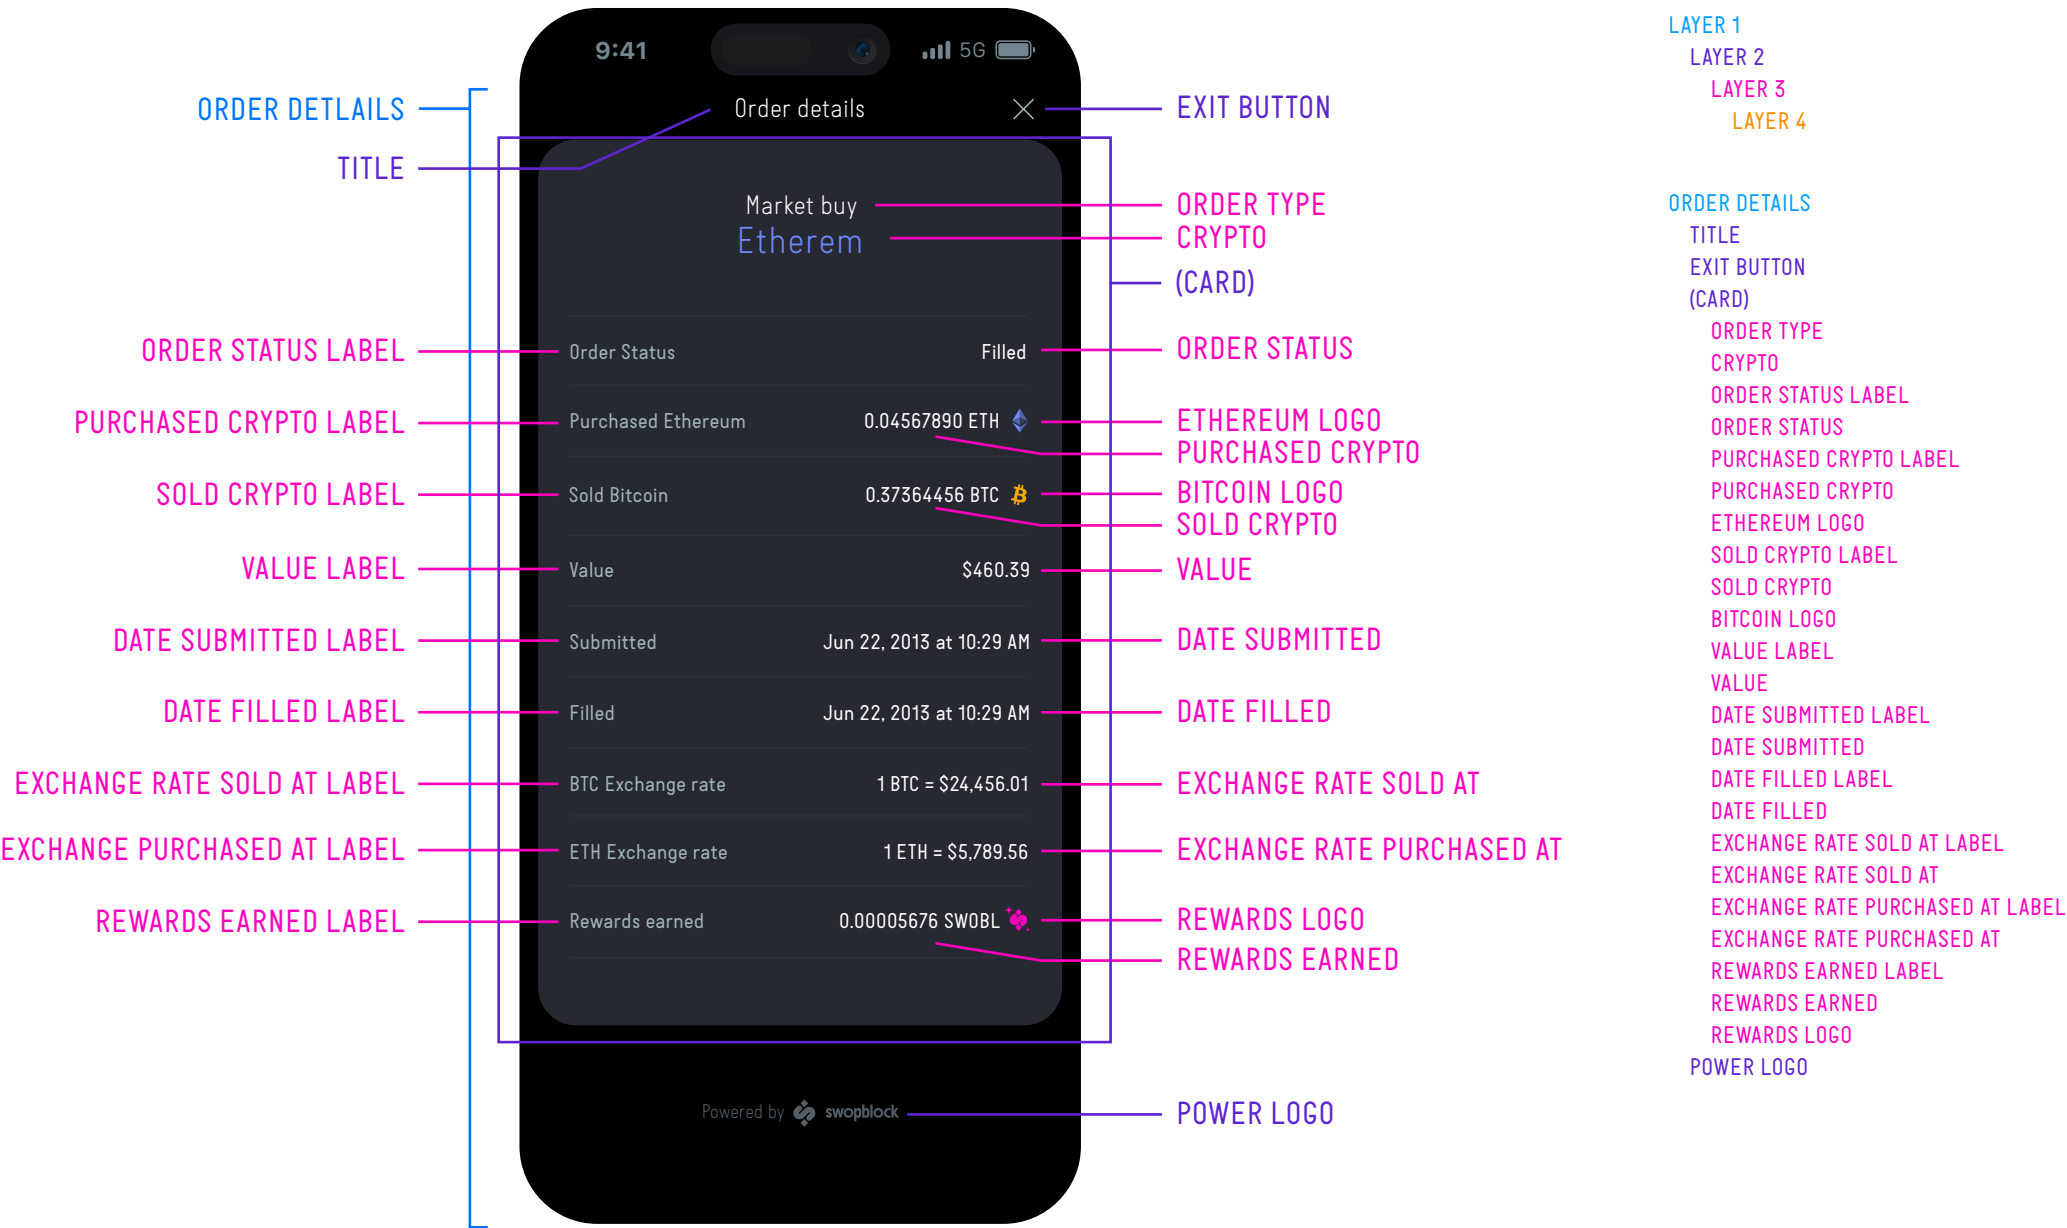 9:41
5G
ORDER DETLAILS
Order details
EXIT BUTTON
TITLE
Market buy
ORDER TYPE
Etherem
CRYPTO
(CARD)
ORDER STATUS LABEL
Order Status
Filled
ORDER STATUS
PURCHASED CRYPTO LABEL
Purchased Ethereum
0.04567890 ETH
ETHEREUM LOGO
PURCHASED CRYPTO
SOLD CRYPTO LABEL
Sold Bitcoin
0.37364456 BTC
BITCOIN LOGO
SOLD CRYPTO
VALUE LABEL
Value
$460.39
VALUE
DATE SUBMITTED LABEL
Submitted
Jun 22, 2013 at 10:29 AM
DATE SUBMITTED
DATE FILLED LABEL
Filled
Jun 22, 2013 at 10:29 AM
DATE FILLED
EXCHANGE RATE SOLD AT LABEL
BTC Exchange rate
1 BTC = $24,456.01
EXCHANGE RATE SOLD AT
EXCHANGE PURCHASED AT LABEL
ETH Exchange rate
1 ETH = $5,789.56
EXCHANGE RATE PURCHASED AT
REWARDS EARNED LABEL
Rewards earned
0.00005676 SWOBL
REWARDS LOGO
REWARDS EARNED
Powered by swopblock
POWER LOGO
LAYER 1
LAYER 2
LAYER 3
LAYER 4
ORDER DETAILS
TITLE
EXIT BUTTON
(CARD)
ORDER TYPE
CRYPTO
ORDER STATUS LABEL
ORDER STATUS
PURCHASED CRYPTO LABEL
PURCHASED CRYPTO
ETHEREUM LOGO
SOLD CRYPTO LABEL
SOLD CRYPTO
BITCOIN LOGO
VALUE LABEL
VALUE
DATE SUBMITTED LABEL
DATE SUBMITTED
DATE FILLED LABEL
DATE FILLED
EXCHANGE RATE SOLD AT LABEL
EXCHANGE RATE SOLD AT
EXCHANGE RATE PURCHASED AT LABEL
EXCHANGE RATE PURCHASED AT
REWARDS EARNED LABEL
REWARDS EARNED
REWARDS LOGO
POWER LOGO